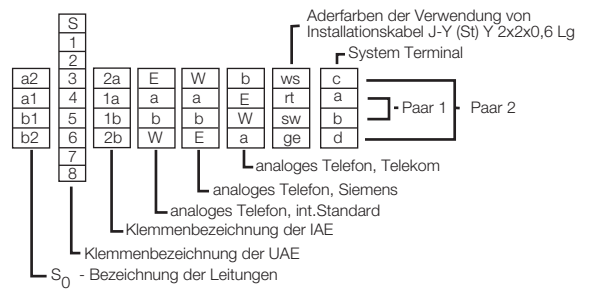 Aderfarben der Verwendung von
Installationskabel J-Y (St) Y 2x2x0,6 Lg
System Terminal
S
1
2
a2 3 2a E W b ws c
a1 4 1a a a E rt a
b1 5 1b b b W sw b
b2 6 2b W E a ge d
7
8
Paar 1 Paar 2
analoges Telefon, Telekom
analoges Telefon, Siemens
analoges Telefon, int.Standard
Klemmenbezeichnung der IAE
Klemmenbezeichnung der UAE
S0 - Bezeichnung der Leitungen